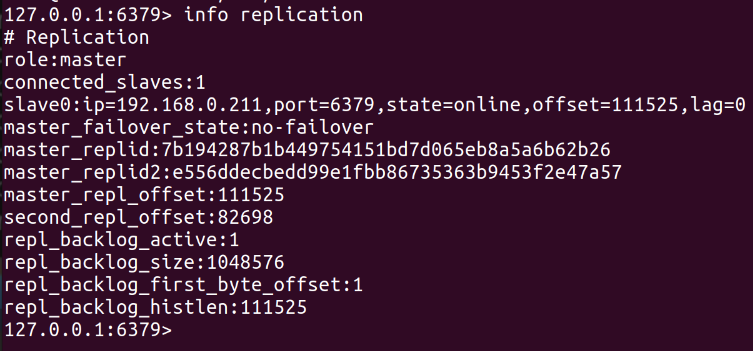 127.0.0.1:6379> info replication
# Replication
role:master
connected_slaves:1
slave0:ip=192.168.0.211,port=6379,state=online,offset=111525,lag=0
master_failover_state:no-failover
master_replid:7b194287b1b449754151bd7d065eb8a5a6b62b26
master_replid2:e556ddecbedd99e1fbb86735363b9453f2e47a57
master_repl_offset:111525
second_repl_offset:82698
repl_backlog_active:1
repl_backlog_size:1048576
repl_backlog_first_byte_offset:1
repl_backlog_histlen:111525
127.0.0.1:6379>